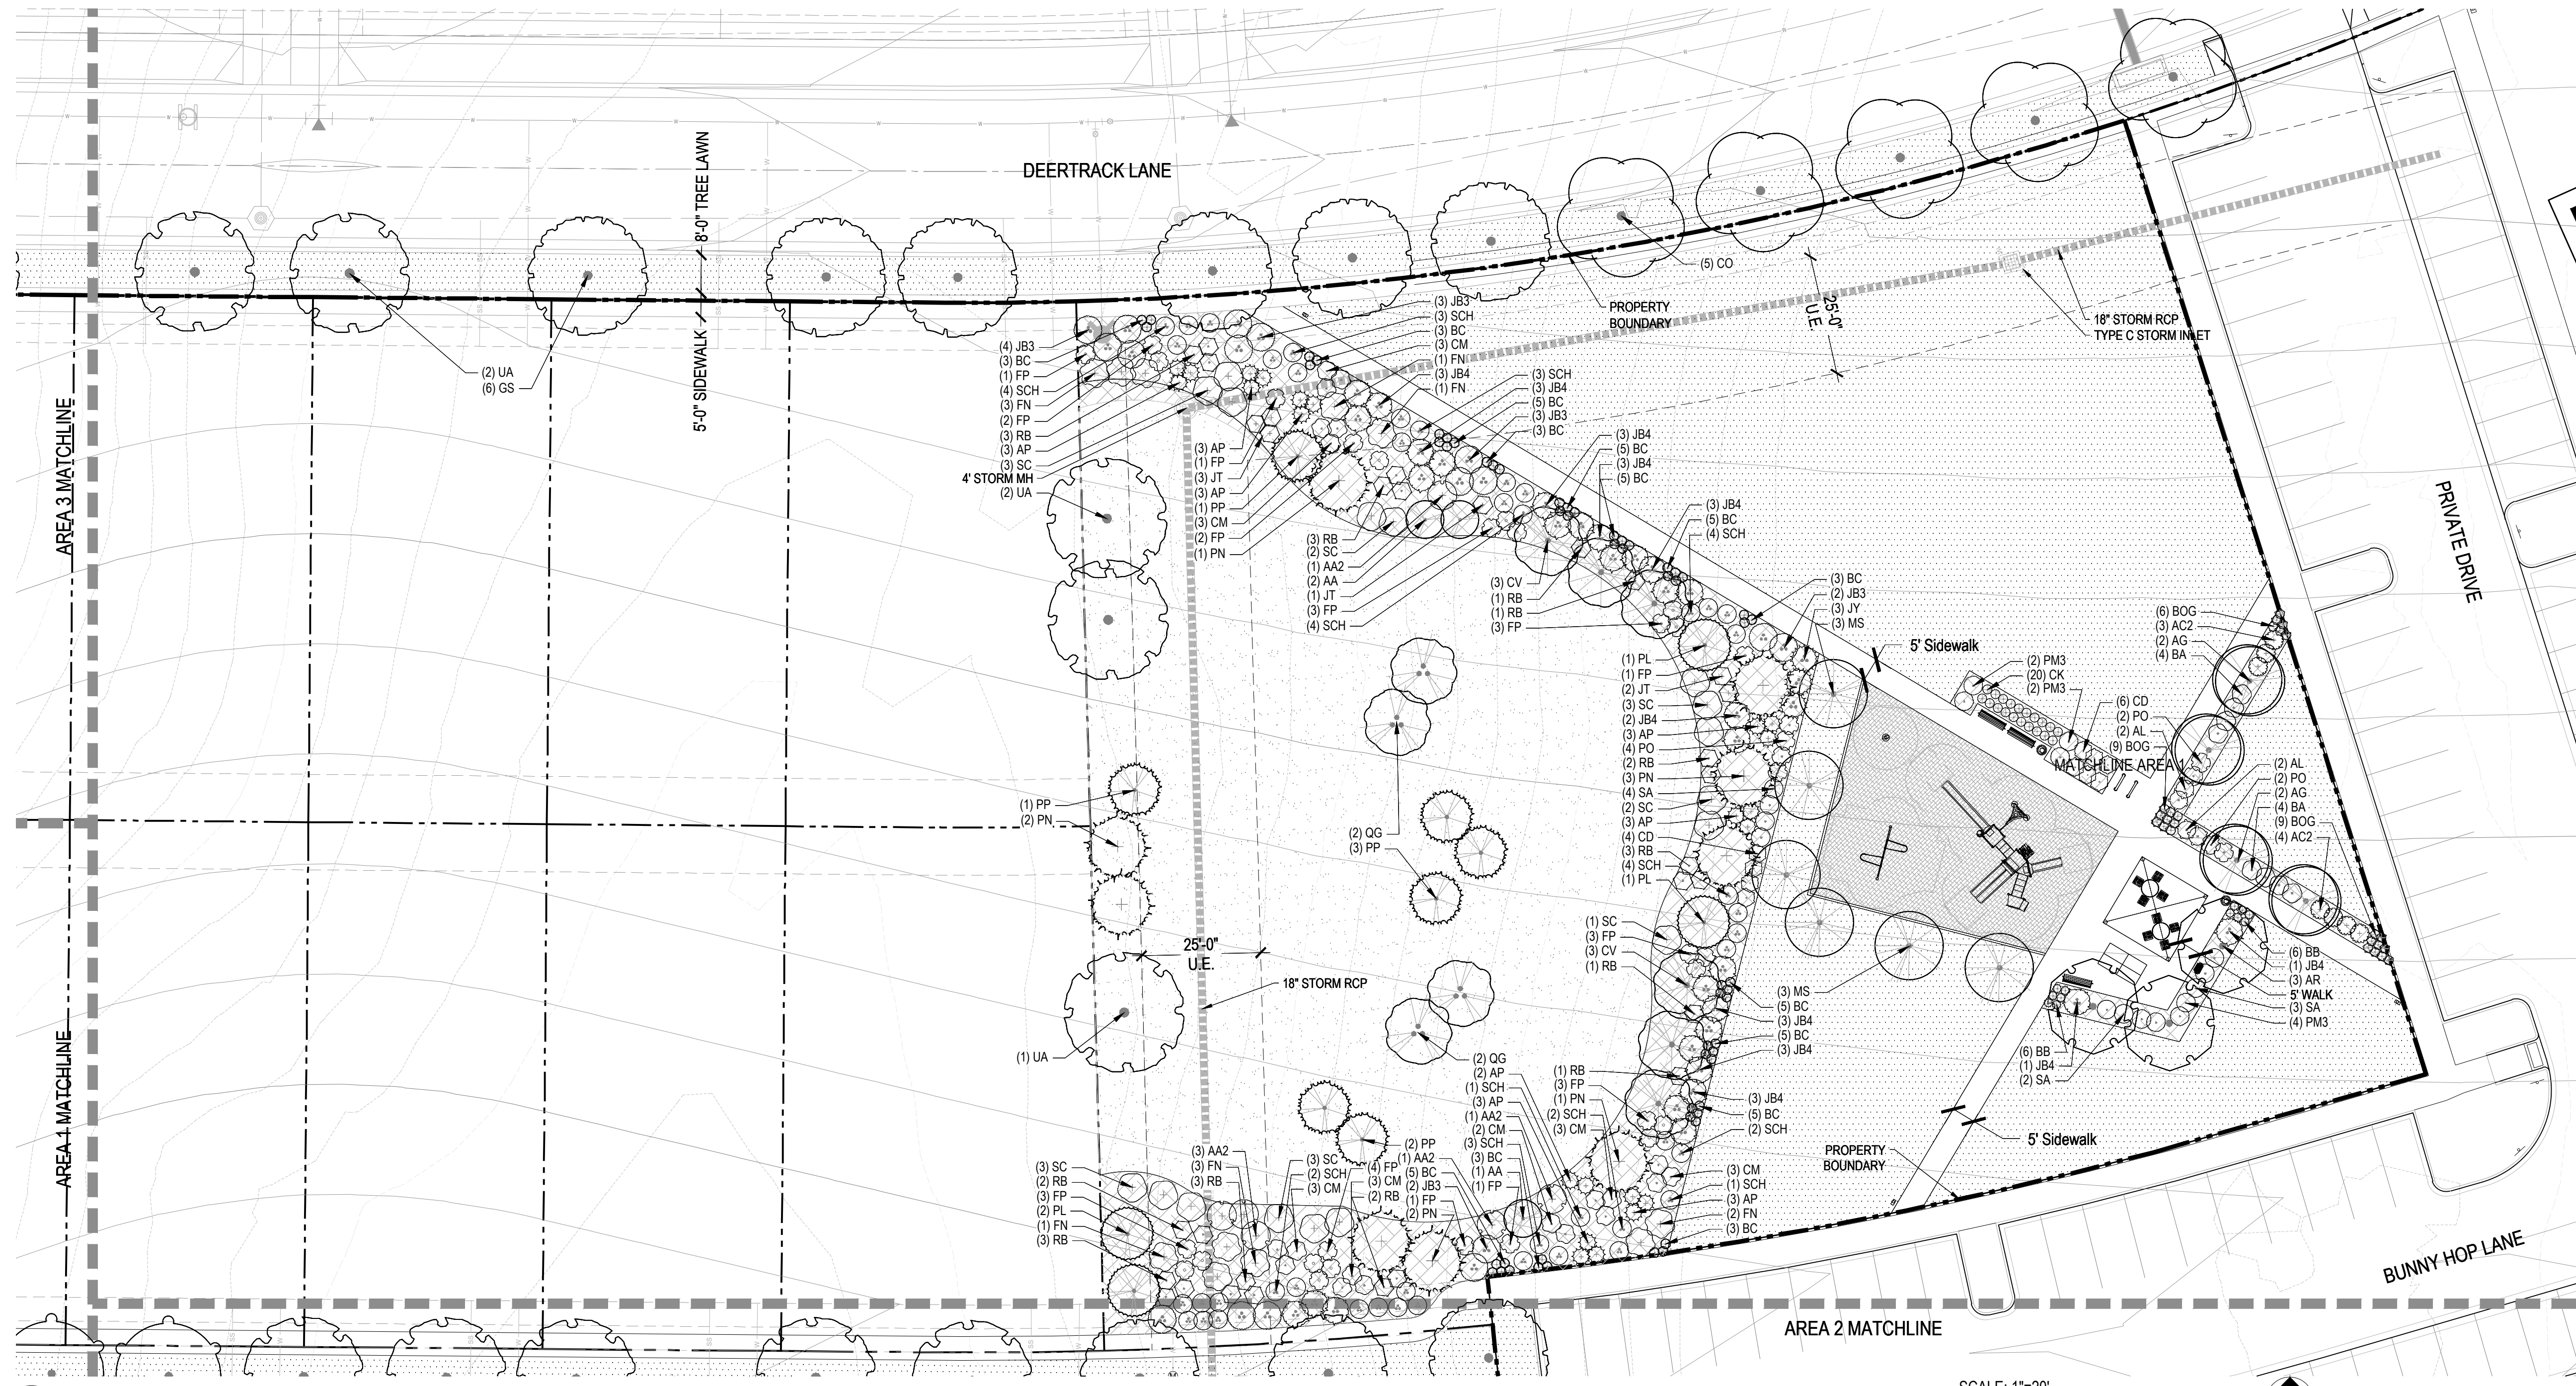 DEERTRACK LANE
8'-0" TREE LAWN
5'-0" SIDEWALK
AREA 3 MATCHLINE
AREA 1 MATCHLINE
(2) UA
(6) GS
(5) CO
PROPERTY
BOUNDARY
25'-0"
U.E.
18" STORM RCP
TYPE C STORM INLET
PRIVATE DRIVE
(4) JB3
(3) BC
(1) FP
(4) SCH
(3) FN
(2) FP
(3) RB
(3) AP
(3) SC
4' STORM MH
(2) UA
(3) JB3
(3) SCH
(3) BC
(3) CM
(1) FN
(3) JB4
(1) FN
(3) SCH
(3) JB4
(5) BC
(3) JB3
(3) BC
(3) JB4
(5) BC
(3) JB4
(5) BC
(3) JB4
(5) BC
(4) SCH
(3) AP
(1) FP
(3) JT
(3) AP
(1) PP
(3) CM
(2) FP
(1) PN
(3) RB
(2) SC
(1) AA2
(2) AA
(1) JT
(3) FP
(4) SCH
(3) CV
(1) RB
(1) RB
(3) FP
(3) BC
(2) JB3
(3) JY
(3) MS
5' Sidewalk
(1) PL
(1) FP
(2) JT
(3) SC
(2) JB4
(3) AP
(4) PO
(2) RB
(3) PN
(4) SA
(2) SC
(3) AP
(4) CD
(3) RB
(4) SCH
(1) PL
(1) SC
(3) FP
(3) CV
(1) RB
(2) PM3
(20) CK
(2) PM3
(6) CD
(2) PO
(2) AL
(9) BOG
MATCHLINE AREA 1
(6) BOG
(3) AC2
(2) AG
(4) BA
(2) AL
(2) PO
(2) AG
(4) BA
(9) BOG
(4) AC2
(6) BB
(1) JB4
(3) AR
5' WALK
(3) SA
(4) PM3
(6) BB
(1) JB4
(2) SA
(1) PP
(2) PN
(2) QG
(3) PP
25'-0"
U.E.
18" STORM RCP
(1) UA
(3) MS
(5) BC
(3) JB4
(5) BC
(3) JB4
(3) JB4
(5) BC
(2) SCH
(2) QG
(2) AP
(1) SCH
(3) AP
(1) AA2
(2) CM
(3) SCH
(3) BC
(1) AA
(1) FP
(1) RB
(3) FP
(1) PN
(2) SCH
(3) CM
(3) CM
(1) SCH
(3) AP
(2) FN
(3) BC
(2) PP
(1) AA2
(5) BC
(2) JB3
(1) FP
(2) PN
(4) FP
(3) CM
(2) RB
(3) SC
(2) SCH
(3) CM
(3) AA2
(3) FN
(3) RB
(3) SC
(2) RB
(3) FP
(2) PL
(1) FN
(3) RB
PROPERTY
BOUNDARY
5' Sidewalk
BUNNY HOP LANE
AREA 2 MATCHLINE
SCALE: 1"=20'